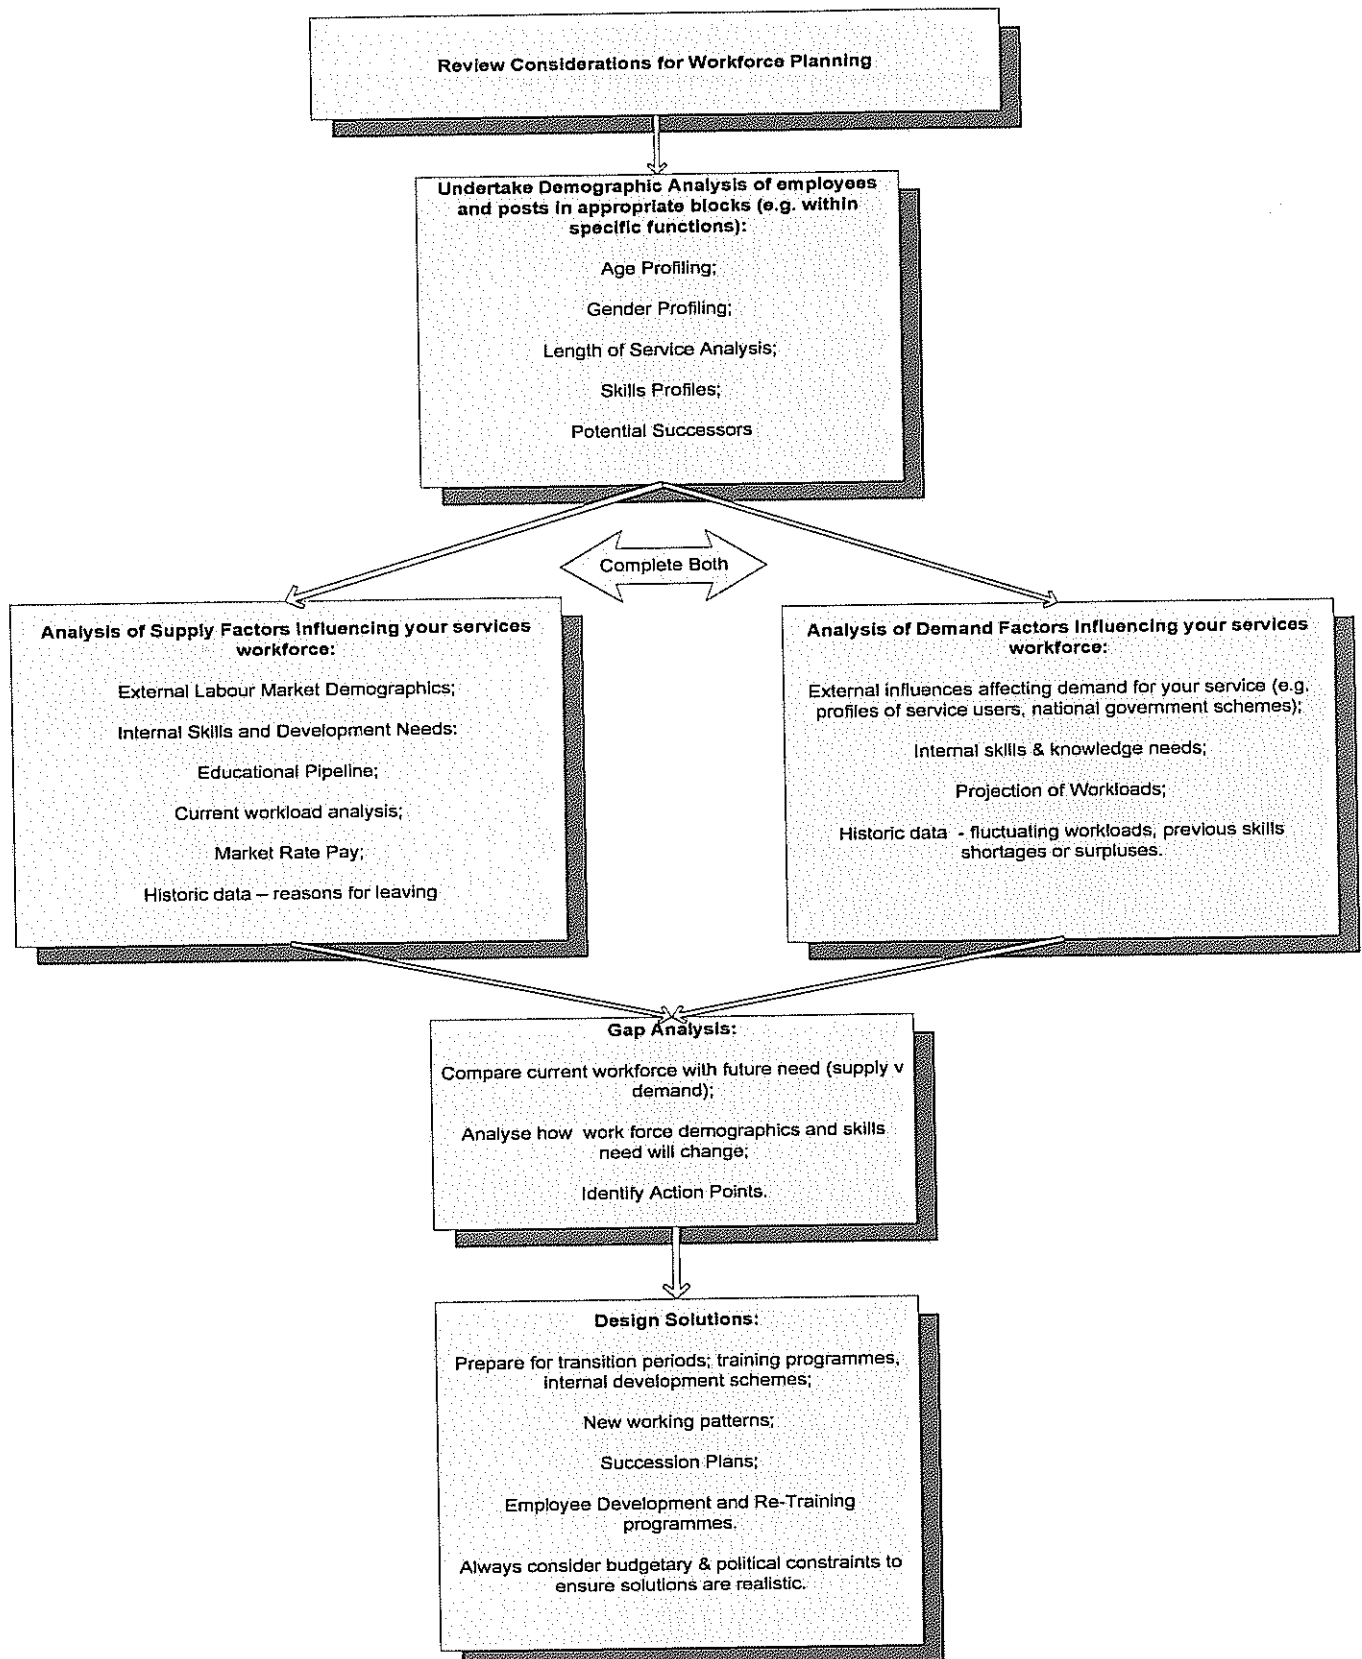 Review Considerations for Workforce Planning
Undertake Demographic Analysis of employees
and posts in appropriate blocks (e.g. within
specific functions):
Age Profiling;
Gender Profiling;
Length of Service Analysis;
Skills Profiles;
Potential Successors
Complete Both
Analysis of Supply Factors Influencing your services
workforce:
External Labour Market Demographics;
Internal Skills and Development Needs:
Educational Pipeline;
Current workload analysis;
Market Rate Pay;
Historic data – reasons for leaving
Analysis of Demand Factors Influencing your services
workforce:
External influences affecting demand for your service (e.g.
profiles of service users, national government schemes);
Internal skills & knowledge needs;
Projection of Workloads;
Historic data - fluctuating workloads, previous skills
shortages or surpluses.
Gap Analysis:
Compare current workforce with future need (supply v
demand);
Analyse how work force demographics and skills
need will change;
Identify Action Points.
Design Solutions:
Prepare for transition periods; training programmes,
internal development schemes;
New working patterns;
Succession Plans;
Employee Development and Re-Training
programmes.
Always consider budgetary & political constraints to
ensure solutions are realistic.